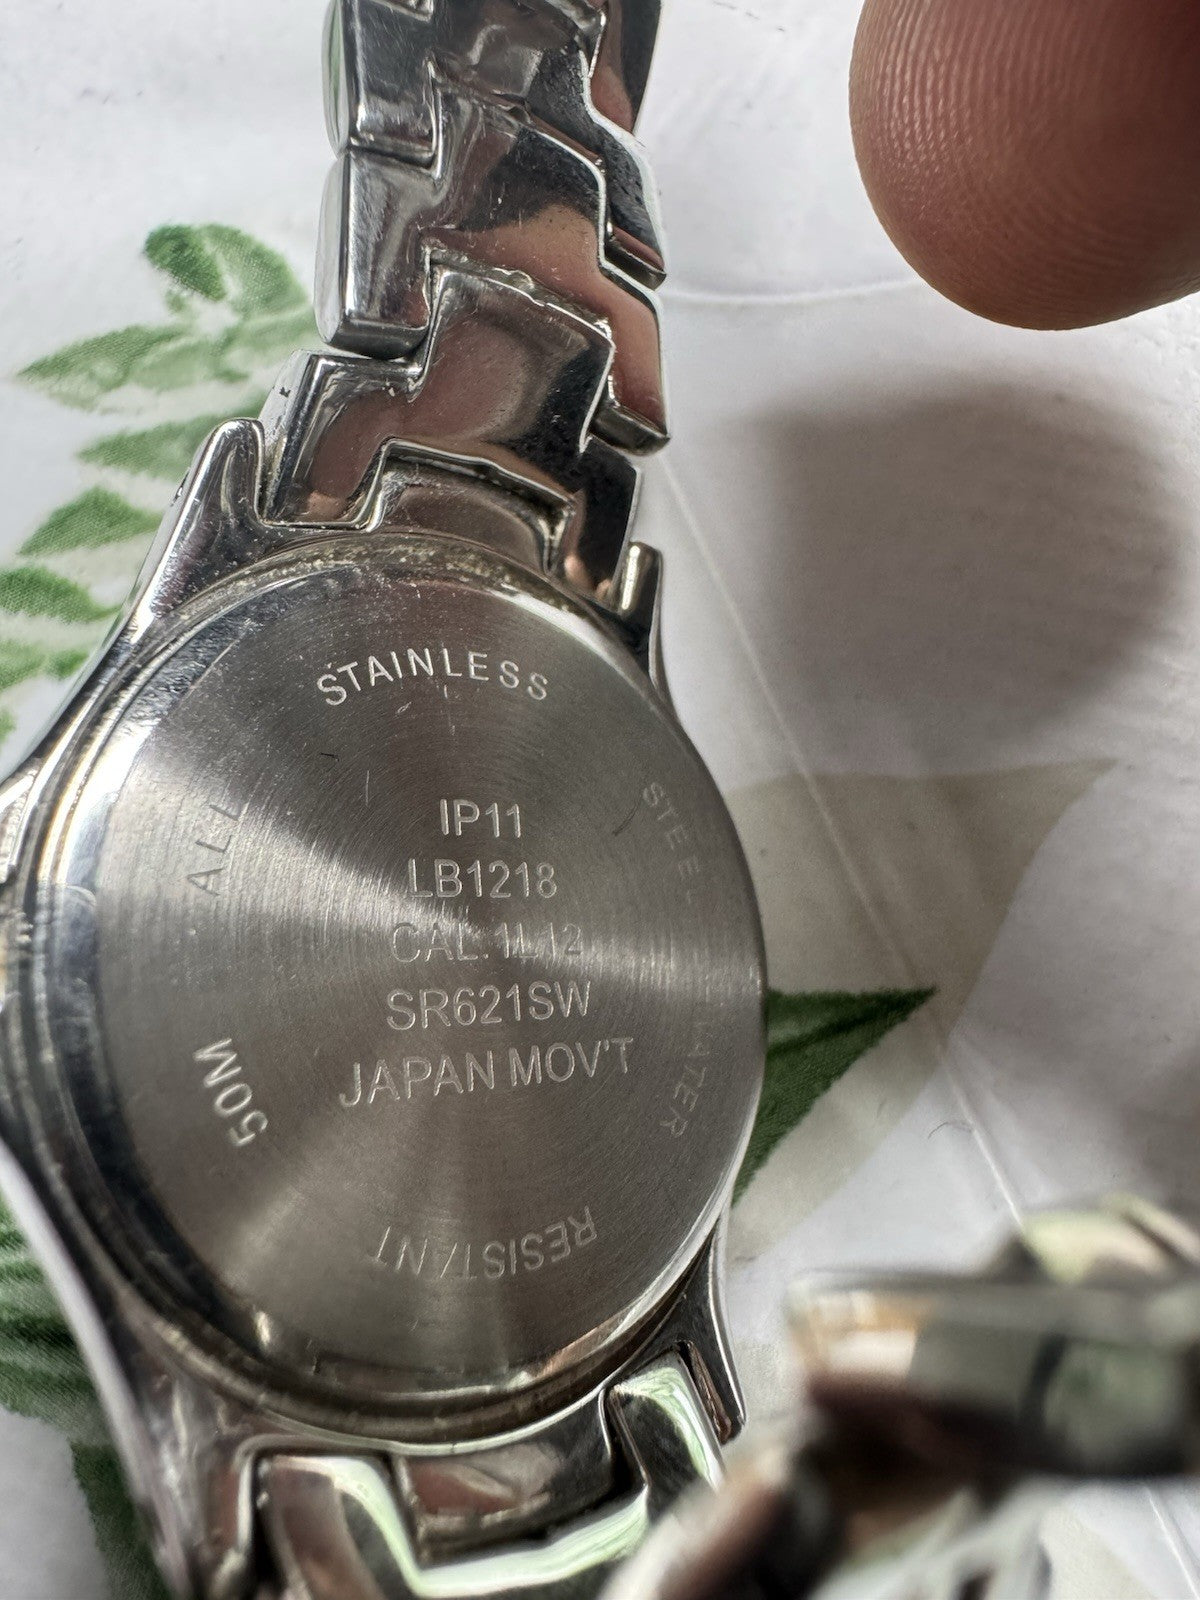 ALL STAINLESS STEEL WATER RESISTANT 50M
IP11
LB1218
CAL.1L12
SR621SW
JAPAN MOV'T